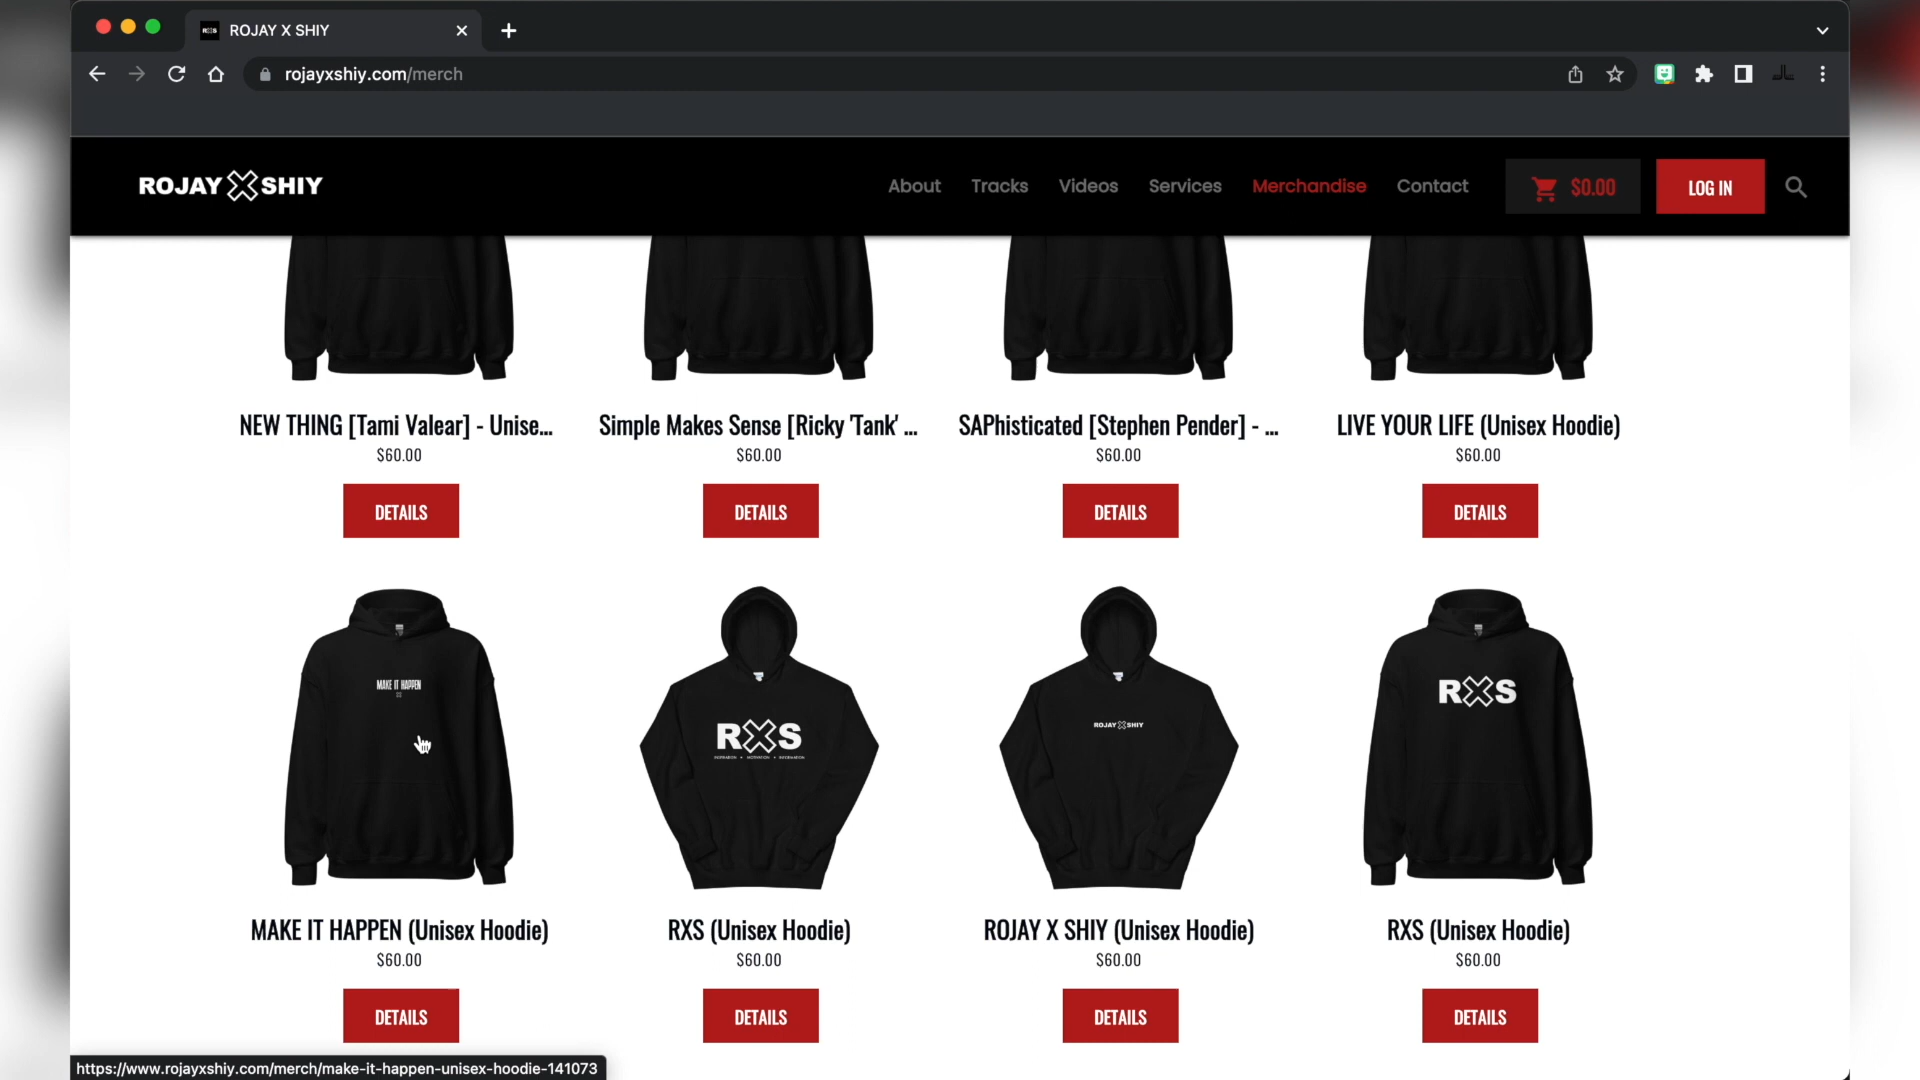 RXS ROJAY X SHIY
rojayxshiy.com/merch
ROJAY X SHIY
About Tracks Videos Services Merchandise Contact $0.00 LOG IN
NEW THING [Tami Valear] - Unise... Simple Makes Sense [Ricky 'Tank' ... SAPhisticated [Stephen Pender] - ... LIVE YOUR LIFE (Unisex Hoodie)
$60.00 $60.00 $60.00 $60.00
DETAILS DETAILS DETAILS DETAILS
MAKE IT HAPPEN
RXS
ROJAY X SHIY
RXS
MAKE IT HAPPEN (Unisex Hoodie) RXS (Unisex Hoodie) ROJAY X SHIY (Unisex Hoodie) RXS (Unisex Hoodie)
$60.00 $60.00 $60.00 $60.00
DETAILS DETAILS DETAILS DETAILS
https://www.rojayxshiy.com/merch/make-it-happen-unisex-hoodie-141073